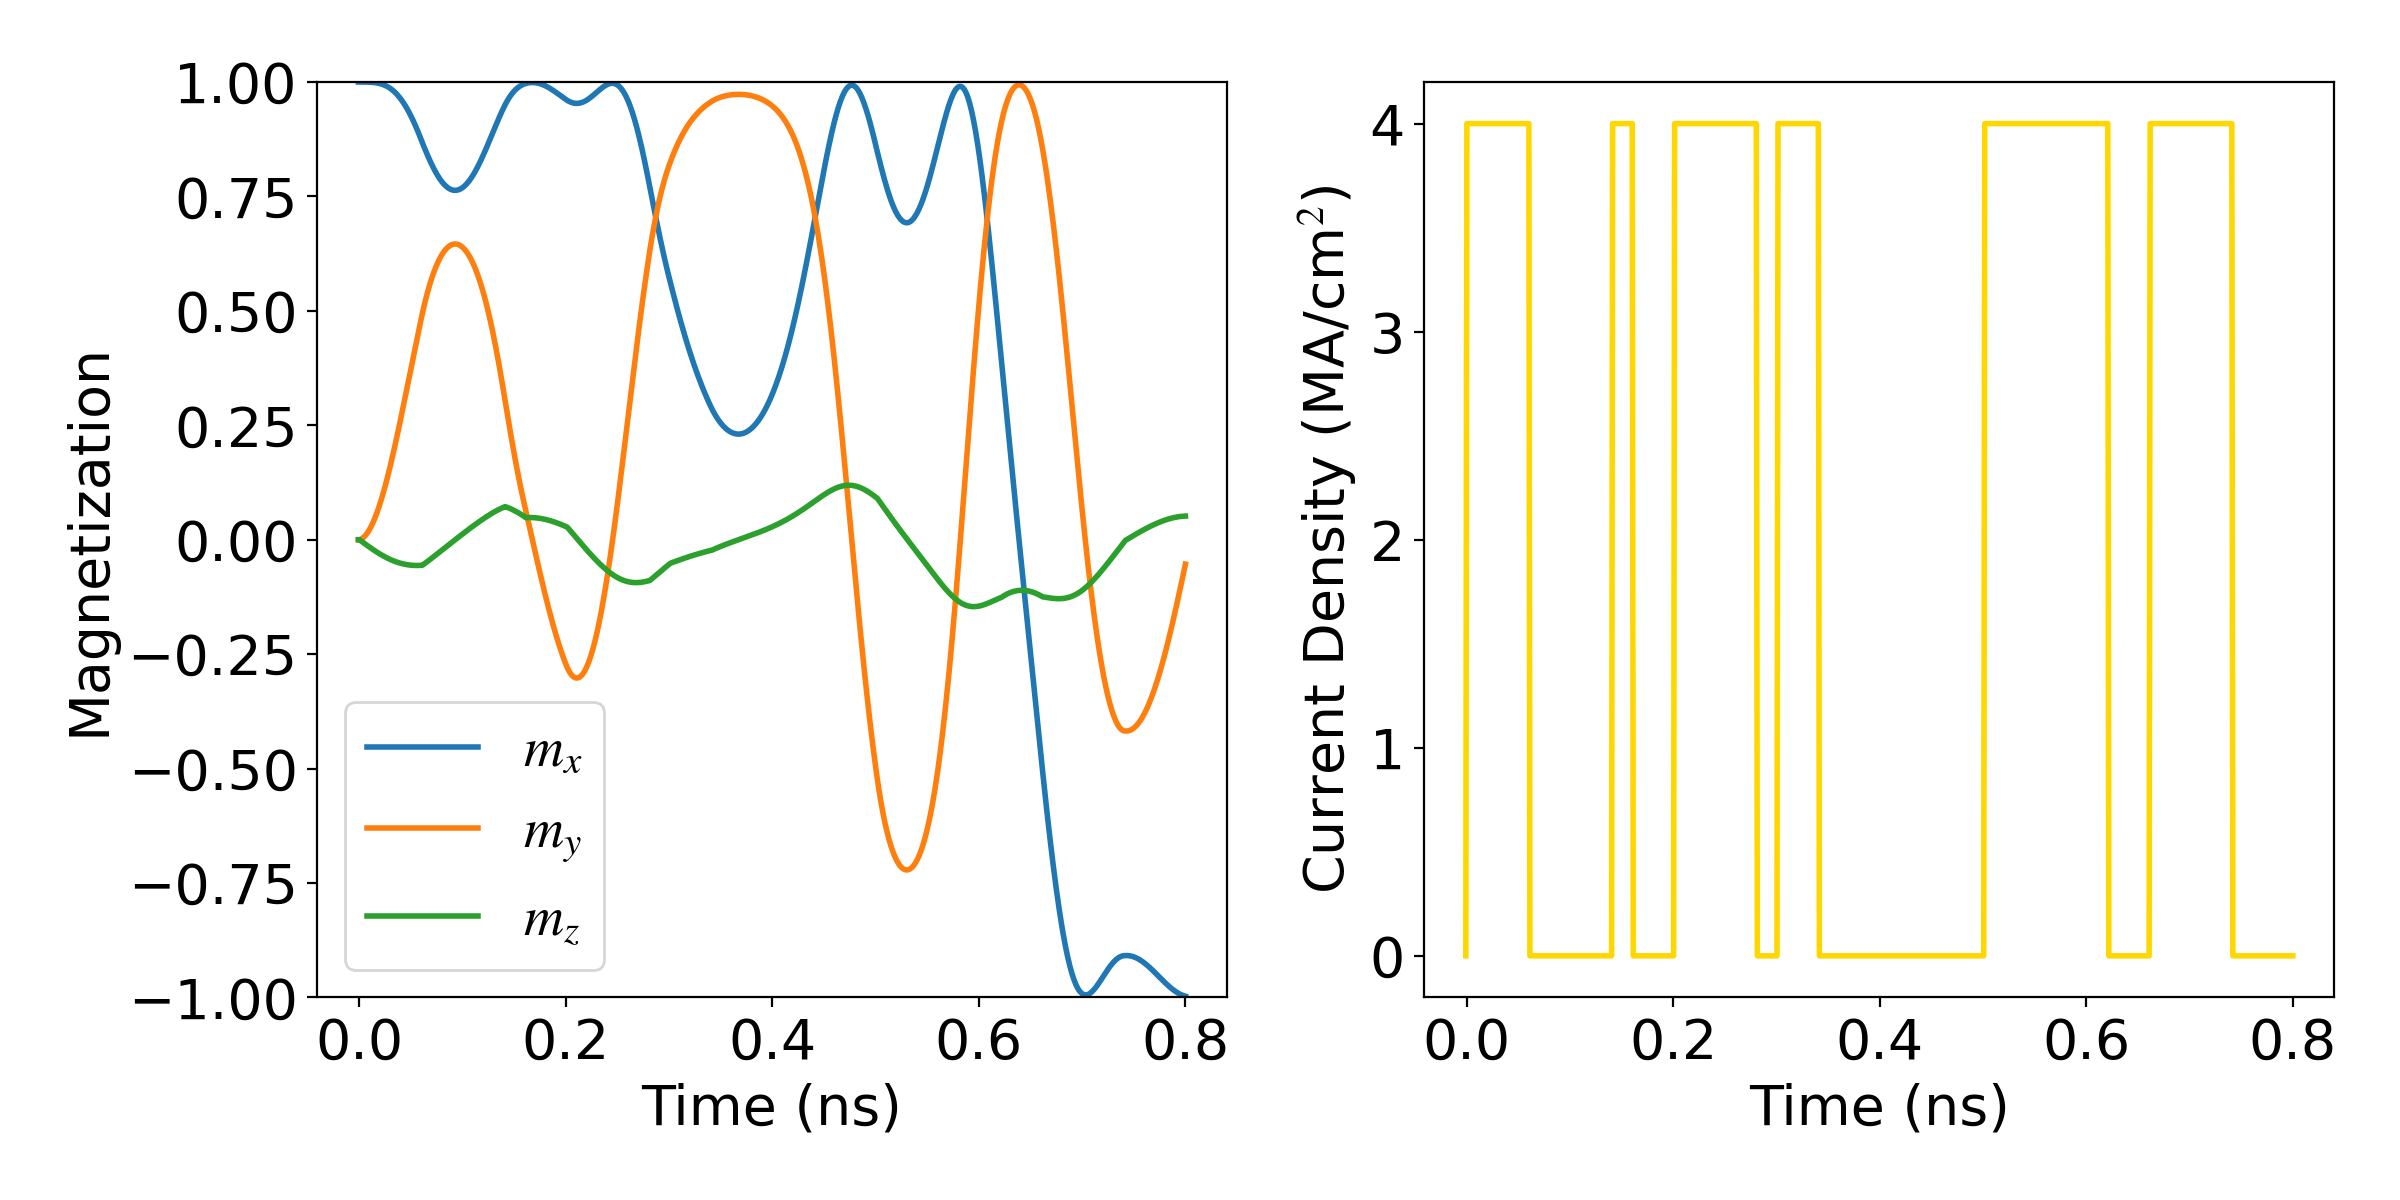 Magnetization
1.00
0.75
0.50
0.25
0.00
−0.25
−0.50
−0.75
−1.00
0.0 0.2 0.4 0.6 0.8
Time (ns)
mₓ
m_y
m_z
Current Density (MA/cm²)
4
3
2
1
0
0.0 0.2 0.4 0.6 0.8
Time (ns)